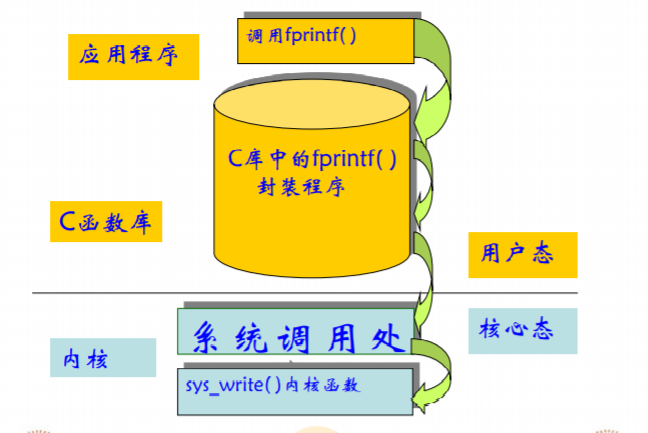 调用fprintf( )
应用程序
C库中的fprintf( )
封装程序
C函数库
用户态
系统调用处
核心态
内核
sys_write( )内核函数